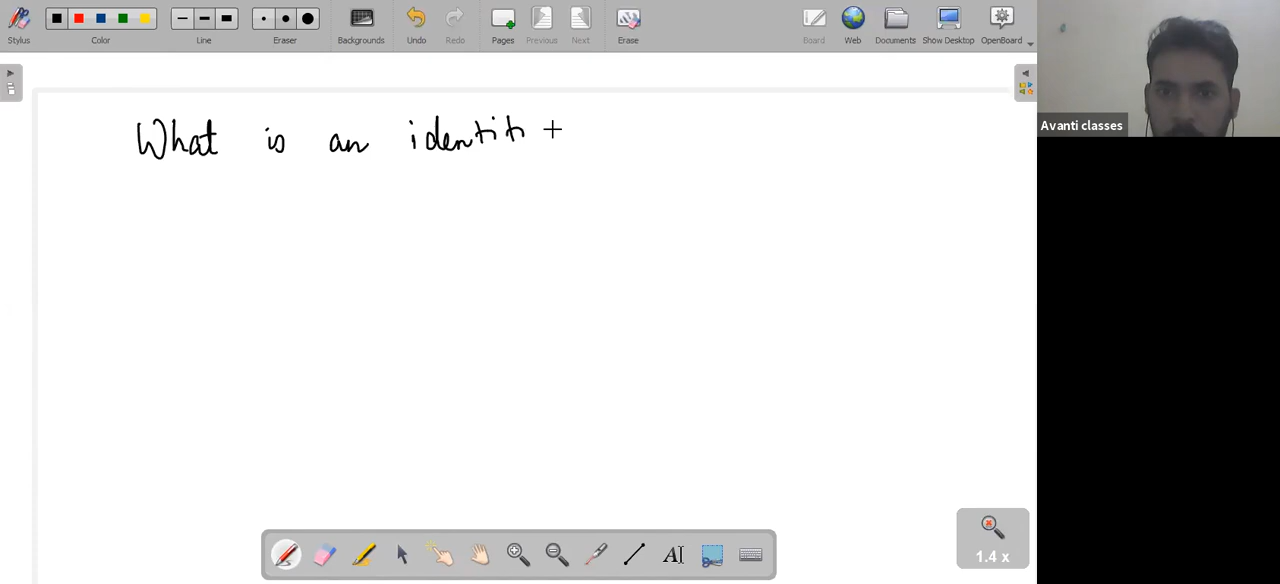 Stylus
Color
Line
Eraser
Backgrounds
Undo
Redo
Pages
Previous
Next
Erase
Board
Web
Documents
Show Desktop
OpenBoard
What is an identit
Avanti classes
1.4 x